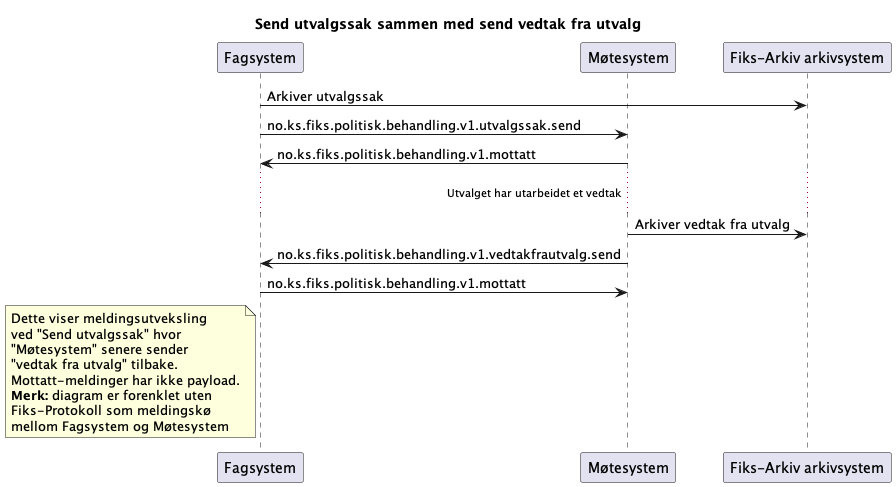 Send utvalgssak sammen med send vedtak fra utvalg
Fagsystem
Møtesystem
Fiks-Arkiv arkivsystem
Arkiver utvalgssak
no.ks.fiks.politisk.behandling.v1.utvalgssak.send
no.ks.fiks.politisk.behandling.v1.mottatt
Utvalget har utarbeidet et vedtak
Arkiver vedtak fra utvalg
no.ks.fiks.politisk.behandling.v1.vedtakfrautvalg.send
no.ks.fiks.politisk.behandling.v1.mottatt
Dette viser meldingsutveksling
ved "Send utvalgssak" hvor
"Møtesystem" senere sender
"vedtak fra utvalg" tilbake.
Mottatt-meldinger har ikke payload.
Merk: diagram er forenklet uten
Fiks-Protokoll som meldingskø
mellom Fagsystem og Møtesystem
Fagsystem
Møtesystem
Fiks-Arkiv arkivsystem